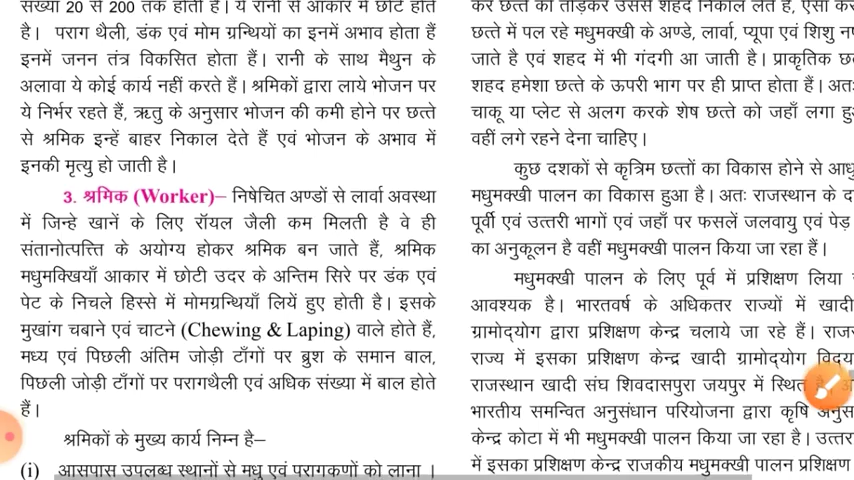 संख्या 20 से 200 तक होती हैं। ये रानी से आकार में छोटे होते
है। पराग थैली, डंक एवं मोम ग्रन्थियों का इनमें अभाव होता हैं
इनमें जनन तंत्र विकसित होता हैं। रानी के साथ मैथुन के
अलावा ये कोई कार्य नहीं करते हैं। श्रमिकों द्वारा लाये भोजन पर
ये निर्भर रहते हैं, ऋतु के अनुसार भोजन की कमी होने पर छत्ते
से श्रमिक इन्हें बाहर निकाल देते हैं एवं भोजन के अभाव में
इनकी मृत्यु हो जाती है।
3. श्रमिक (Worker)– निषेचित अण्डों से लार्वा अवस्था
में जिन्हे खानें के लिए रॉयल जैली कम मिलती है वे ही
संतानोत्पत्ति के अयोग्य होकर श्रमिक बन जाते हैं, श्रमिक
मधुमक्खियाँ आकार में छोटी उदर के अन्तिम सिरे पर डंक एवं
पेट के निचले हिस्से में मोमग्रन्थियाँ लियें हुए होती है। इसके
मुखांग चबाने एवं चाटने (Chewing & Laping) वाले होते हैं,
मध्य एवं पिछली अंतिम जोड़ी टाँगों पर ब्रुश के समान बाल,
पिछली जोड़ी टाँगों पर परागथैली एवं अधिक संख्या में बाल होते
हैं।
श्रमिकों के मुख्य कार्य निम्न है–
(i) आसपास उपलब्ध स्थानों से मधु एवं परागकणों को लाना ।
कर छत्ते को तोड़कर उससे शहद निकाल लेते हैं, ऐसा कर
छत्ते में पल रहे मधुमक्खी के अण्डे, लार्वा, प्यूपा एवं शिशु नष
जाते है एवं शहद में भी गंदगी आ जाती है। प्राकृतिक छ
शहद हमेशा छत्ते के ऊपरी भाग पर ही प्राप्त होता हैं। अतः
चाकू या प्लेट से अलग करके शेष छत्ते को जहाँ लगा हु
वहीं लगे रहने देना चाहिए।
कुछ दशकों से कृत्रिम छत्तों का विकास होने से आधु
मधुमक्खी पालन का विकास हुआ है। अतः राजस्थान के द
पूर्वी एवं उत्तरी भागों एवं जहाँ पर फसलें जलवायु एवं पेड़
का अनुकूलन है वहीं मधुमक्खी पालन किया जा रहा हैं।
मधुमक्खी पालन के लिए पूर्व में प्रशिक्षण लिया
आवश्यक है। भारतवर्ष के अधिकतर राज्यों में खादी
ग्रामोद्योग द्वारा प्रशिक्षण केन्द्र चलाये जा रहे हैं। राज
राज्य में इसका प्रशिक्षण केन्द्र खादी ग्रामोद्योग विद्य
राजस्थान खादी संघ शिवदासपुरा जयपुर में स्थित
भारतीय समन्वित अनुसंधान परियोजना द्वारा कृषि अनुस
केन्द्र कोटा में भी मधुमक्खी पालन किया जा रहा है। उत्तर
में इसका प्रशिक्षण केन्द्र राजकीय मधुमक्खी पालन प्रशिक्षण